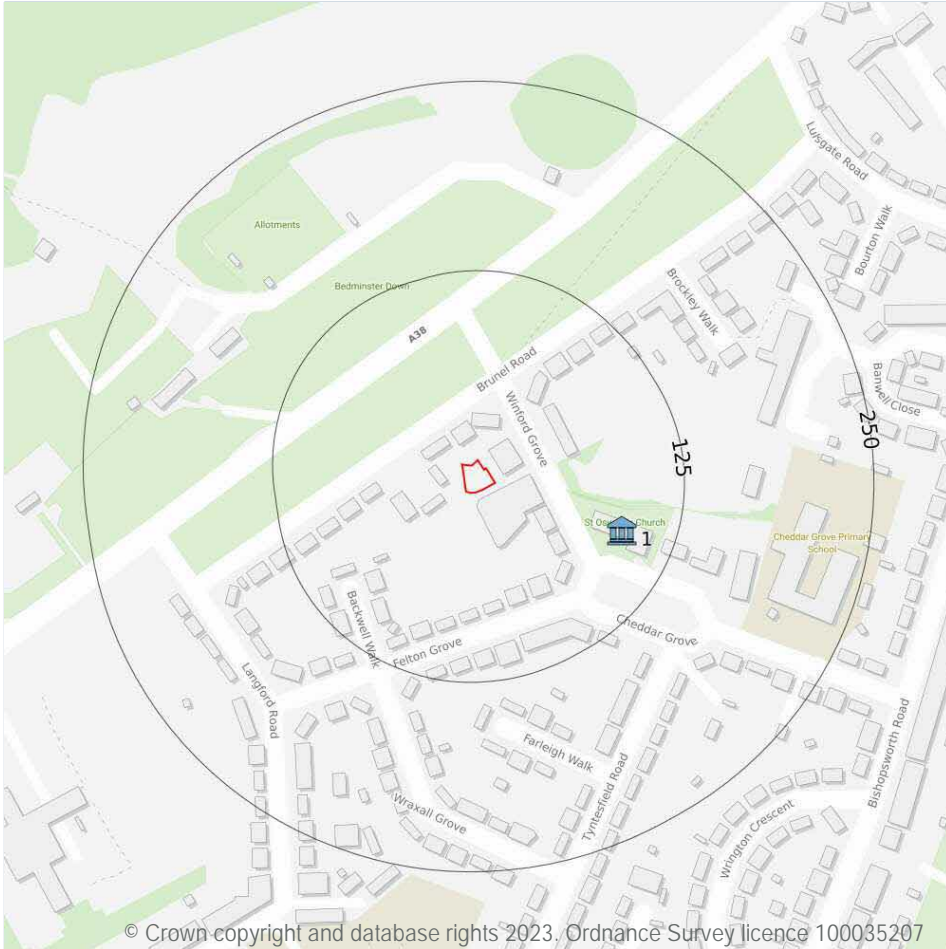 Lulsgate Road
Bourton Walk
Allotments
Bedminster Down
Brockley Walk
A38
Brunel Road
Banwell Close
Winford Grove
250
125
St Os Church
1
Cheddar Grove Primary
School
Backwell Walk
Cheddar Grove
Felton Grove
Langford Road
Bishopsworth Road
Farleigh Walk
Tyntesfield Road
Wraxall Grove
Wrington Crescent
© Crown copyright and database rights 2023. Ordnance Survey licence 100035207